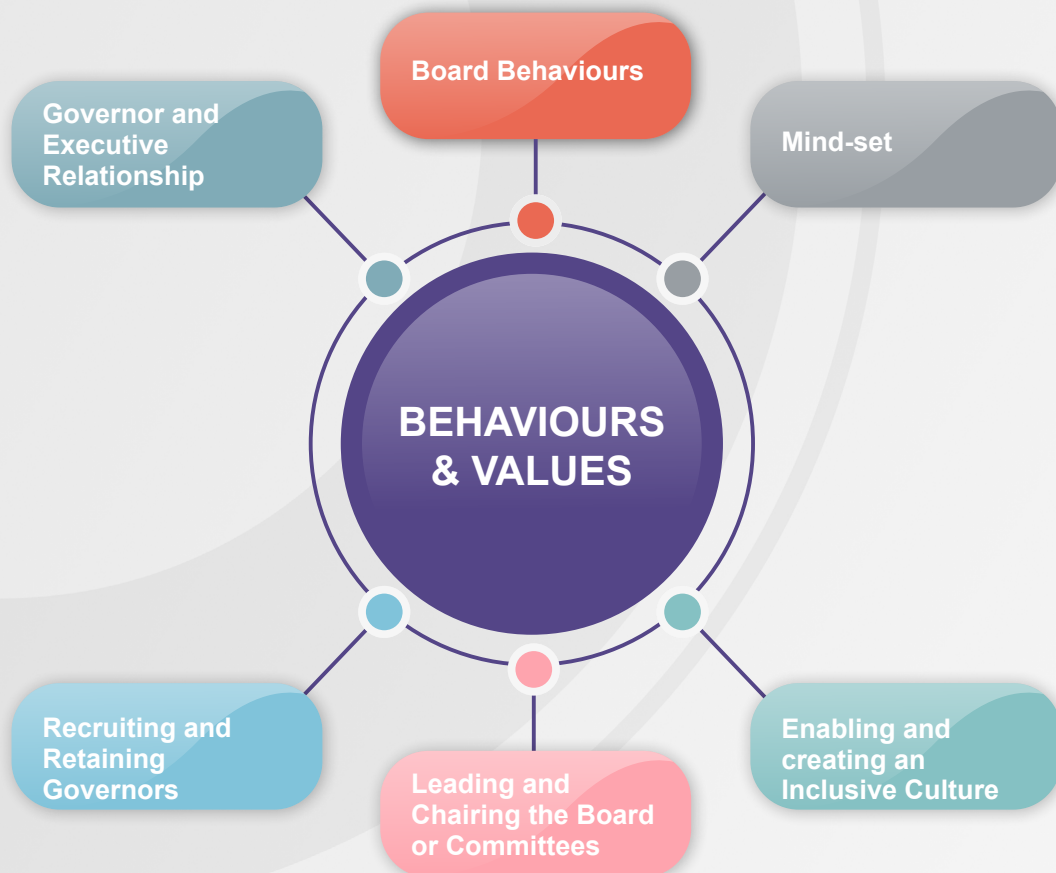 Board Behaviours
Governor and
Executive
Relationship
Mind-set
BEHAVIOURS
& VALUES
Recruiting and
Retaining
Governors
Leading and
Chairing the Board
or Committees
Enabling and
creating an
Inclusive Culture